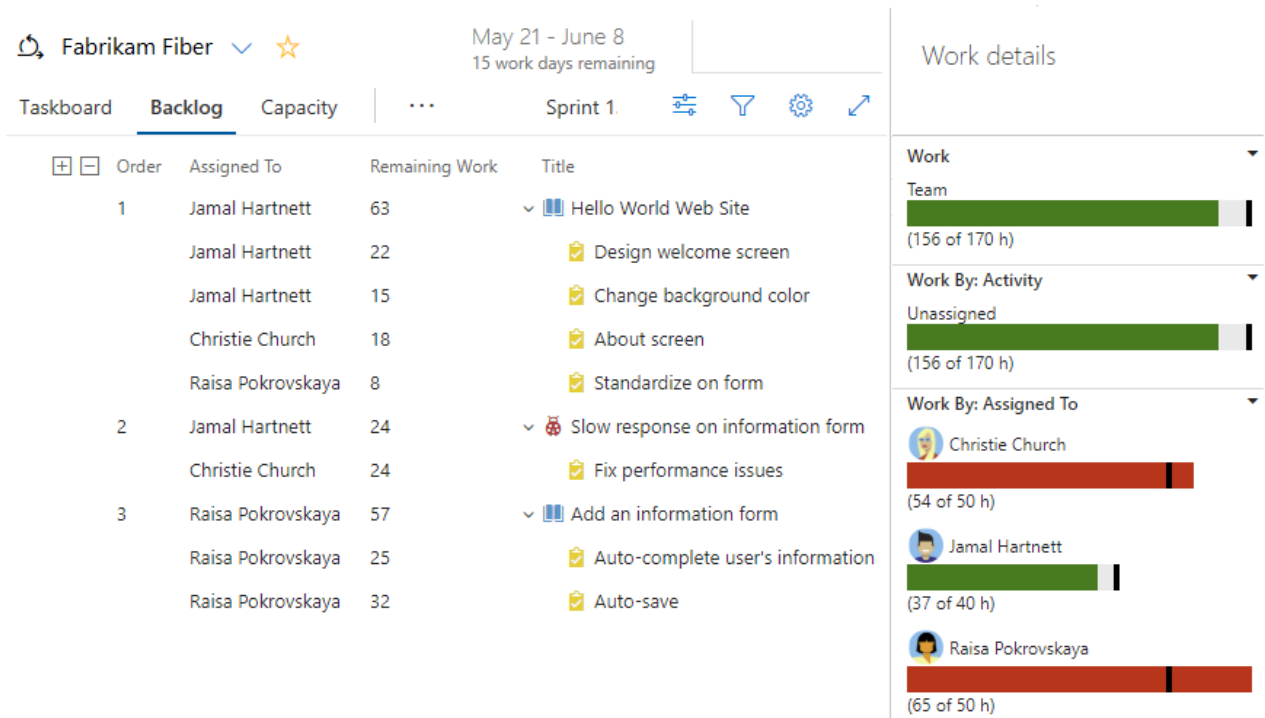 Fabrikam Fiber
May 21 - June 8
15 work days remaining
Taskboard Backlog Capacity ... Sprint 1
Order Assigned To Remaining Work Title
1 Jamal Hartnett 63 Hello World Web Site
Jamal Hartnett 22 Design welcome screen
Jamal Hartnett 15 Change background color
Christie Church 18 About screen
Raisa Pokrovskaya 8 Standardize on form
2 Jamal Hartnett 24 Slow response on information form
Christie Church 24 Fix performance issues
3 Raisa Pokrovskaya 57 Add an information form
Raisa Pokrovskaya 25 Auto-complete user's information
Raisa Pokrovskaya 32 Auto-save
Work details
Work
Team
(156 of 170 h)
Work By: Activity
Unassigned
(156 of 170 h)
Work By: Assigned To
Christie Church
(54 of 50 h)
Jamal Hartnett
(37 of 40 h)
Raisa Pokrovskaya
(65 of 50 h)